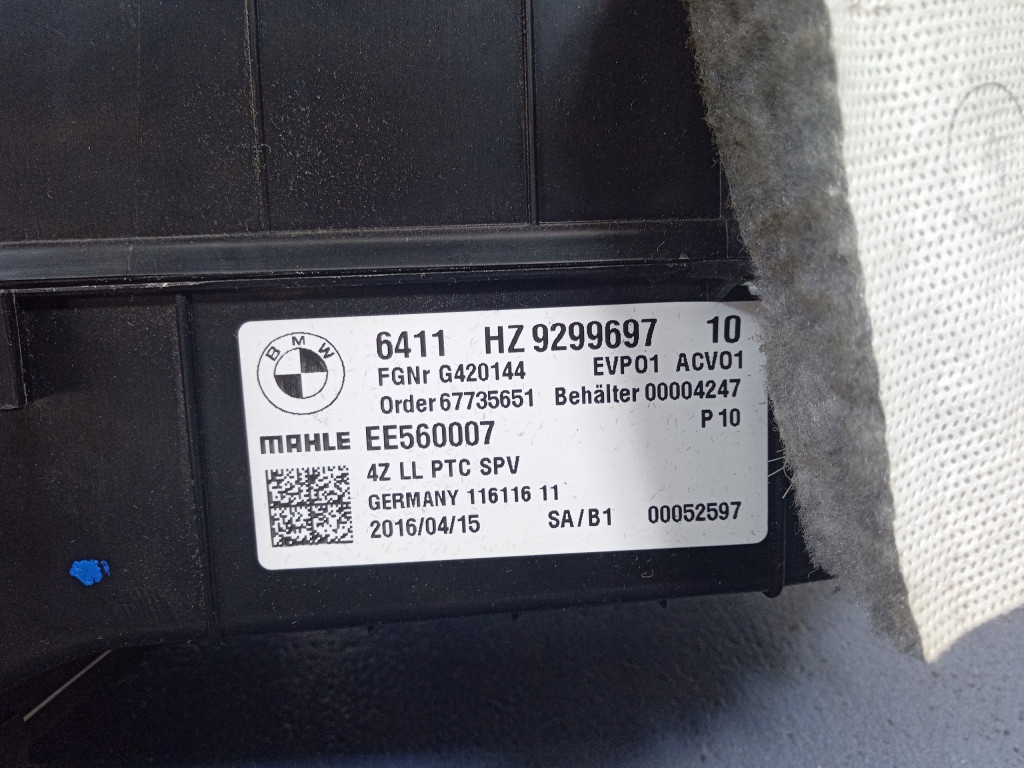 BMW
6411 HZ 9299697 10
FGNr G420144 EVP01 ACV01
Order 67735651 Behälter 00004247
MAHLE EE560007 P 10
4Z LL PTC SPV
GERMANY 116116 11
2016/04/15 SA/B1 00052597